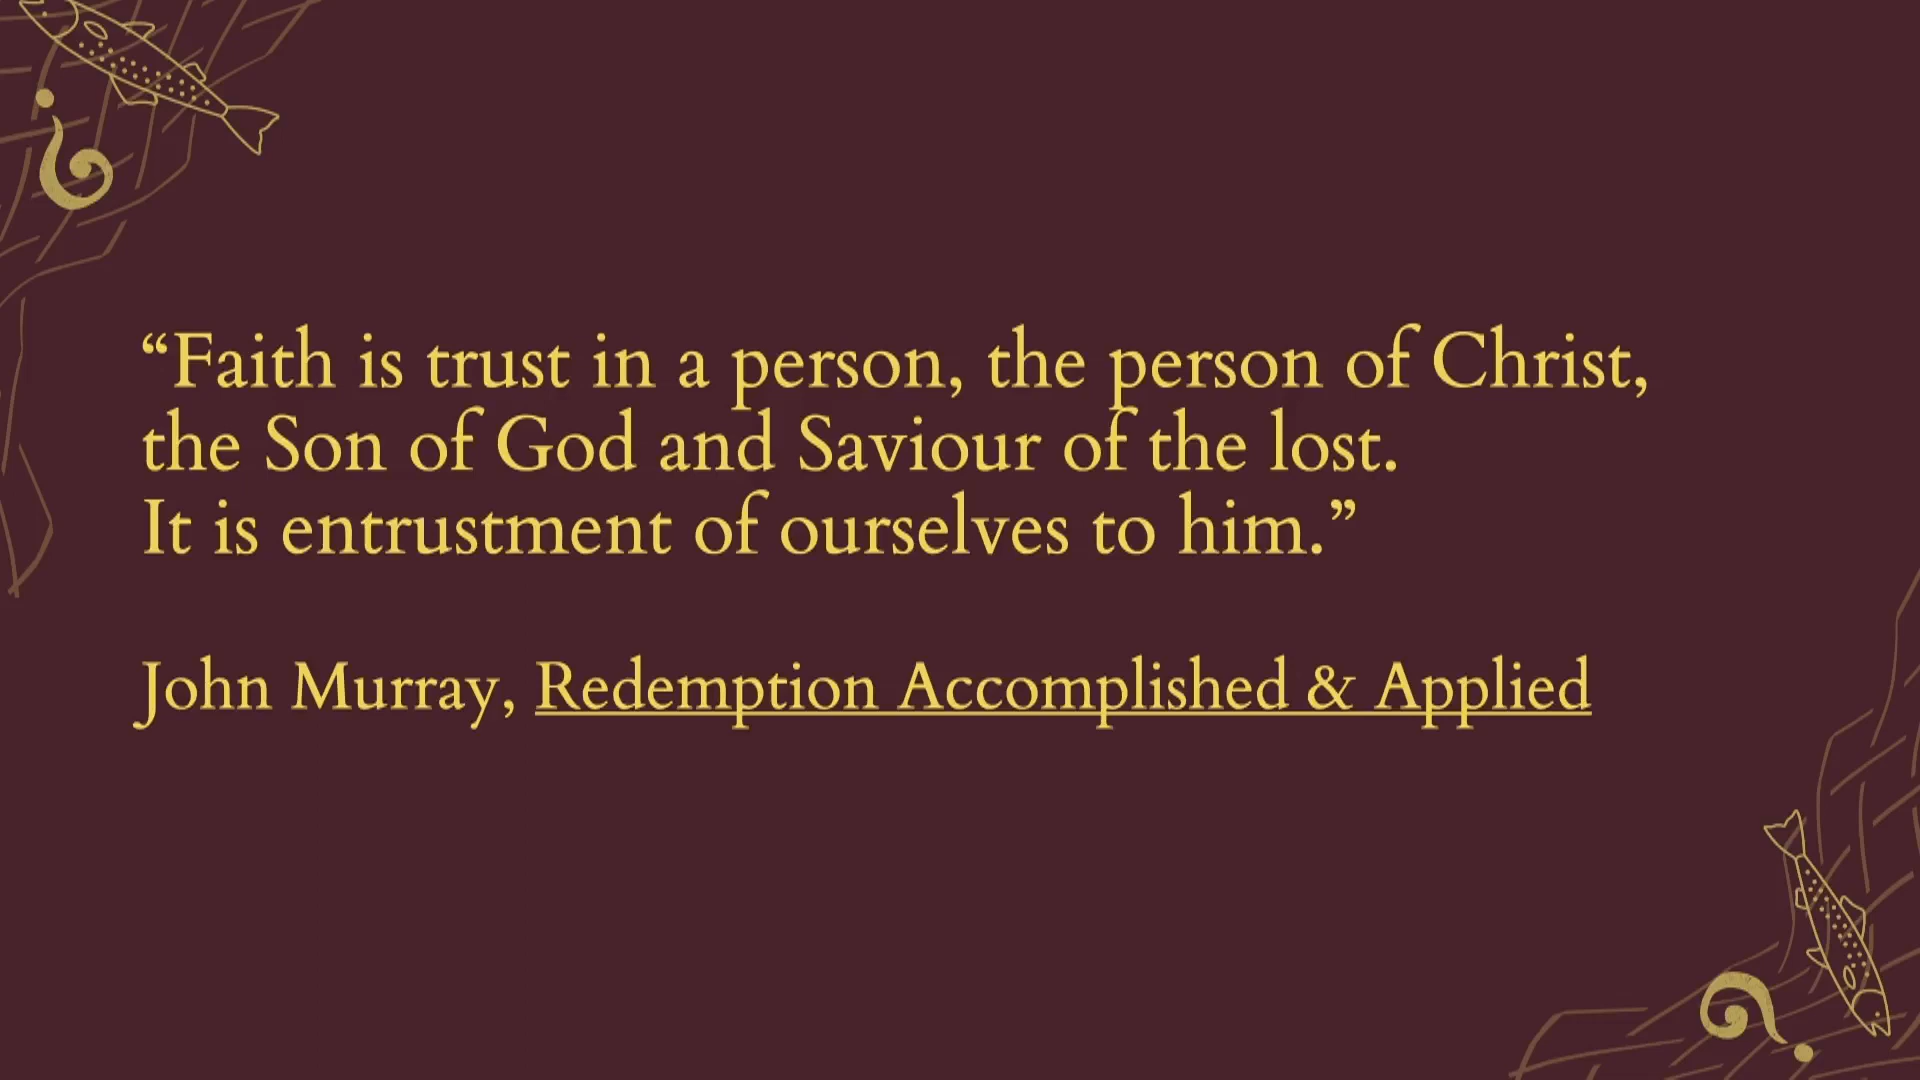 “Faith is trust in a person, the person of Christ,
the Son of God and Saviour of the lost.
It is entrustment of ourselves to him.”
John Murray, Redemption Accomplished & Applied